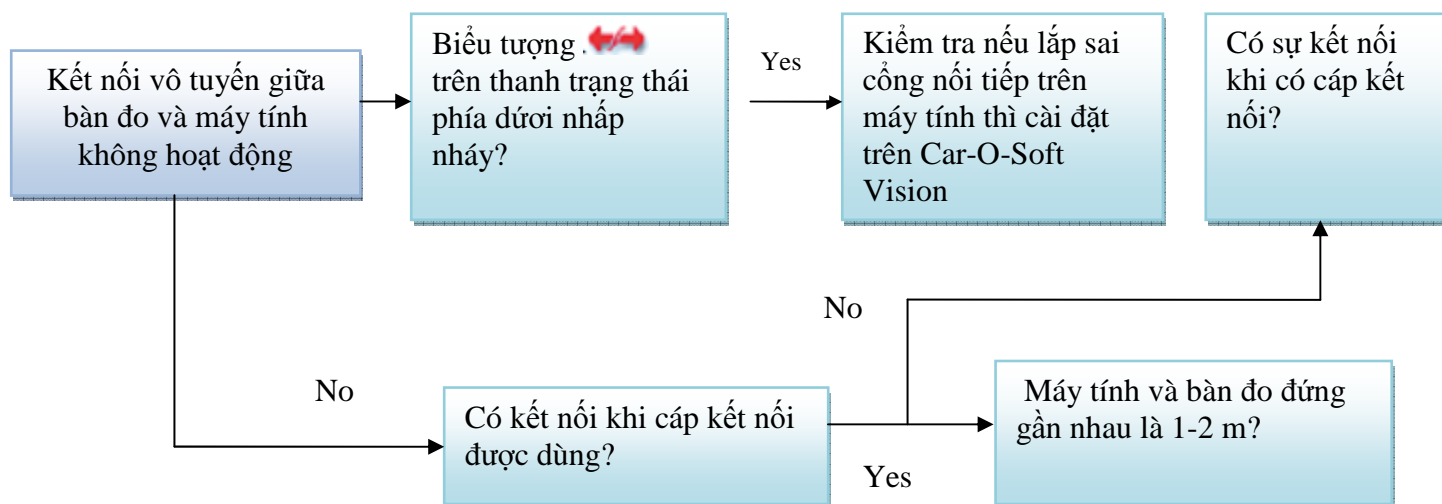 Kết nối vô tuyến giữa
bàn đo và máy tính
không hoạt động
Biểu tượng .
trên thanh trạng thái
phía dứơi nhấp
nháy?
Yes
Kiểm tra nếu lắp sai
cổng nối tiếp trên
máy tính thì cài đặt
trên Car-O-Soft
Vision
Có sự kết nối
khi có cáp kết
nối?
No
No
Có kết nối khi cáp kết nối
được dùng?
Yes
Máy tính và bàn đo đứng
gần nhau là 1-2 m?